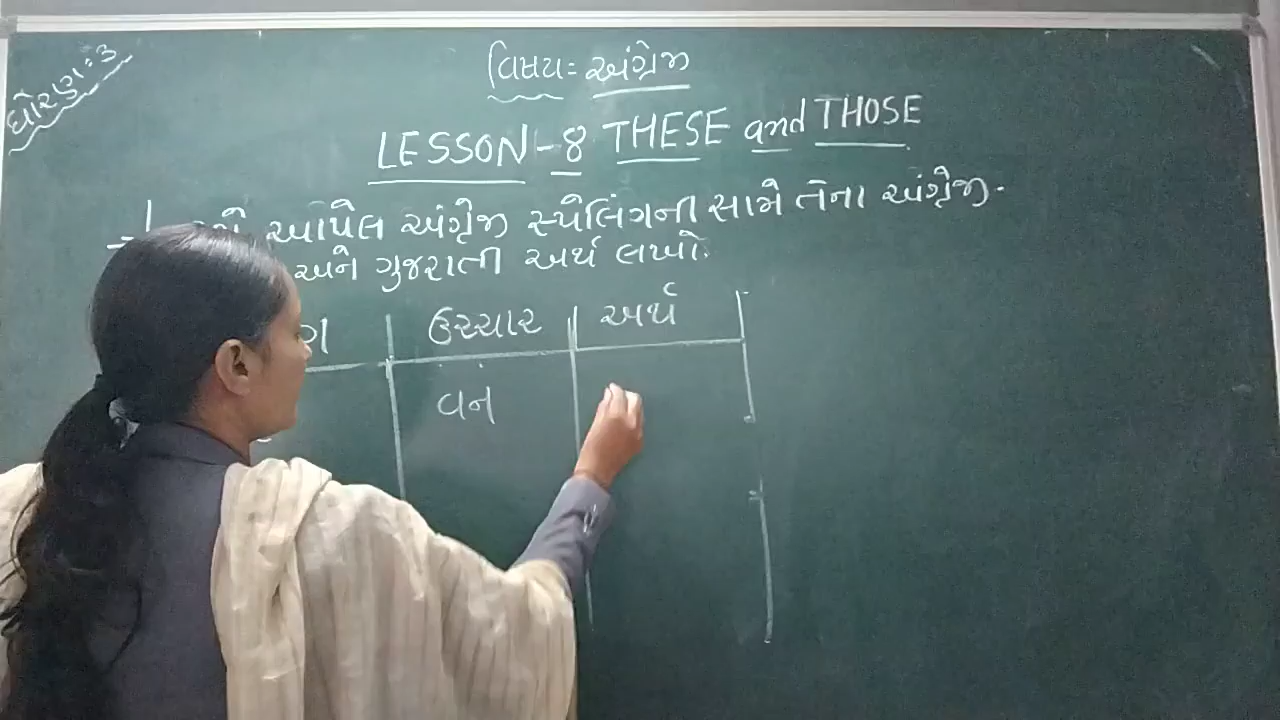 ધોરણ : ૩
વિષય : અંગ્રેજી
LESSON - 8 THESE and THOSE
આપેલ અંગ્રેજી સ્પેલિંગની સામે તેના અંગ્રેજી.
અને ગુજરાતી અર્થ લખો.
ઉચ્ચાર અર્થ
વન